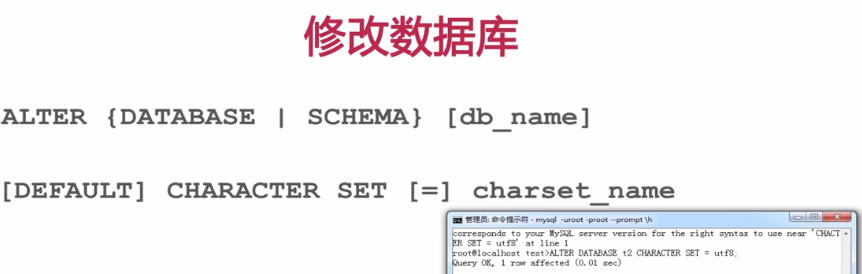 修改数据库
ALTER {DATABASE | SCHEMA} [db_name]
[DEFAULT] CHARACTER SET [=] charset_name
管理员: 命令提示符 - mysql -uroot -proot --prompt \h
corresponds to your MySQL server version for the right syntax to use near 'CHACT
ER SET = utf8' at line 1
root@localhost test>ALTER DATABASE t2 CHARACTER SET = utf8;
Query OK, 1 row affected (0.01 sec)